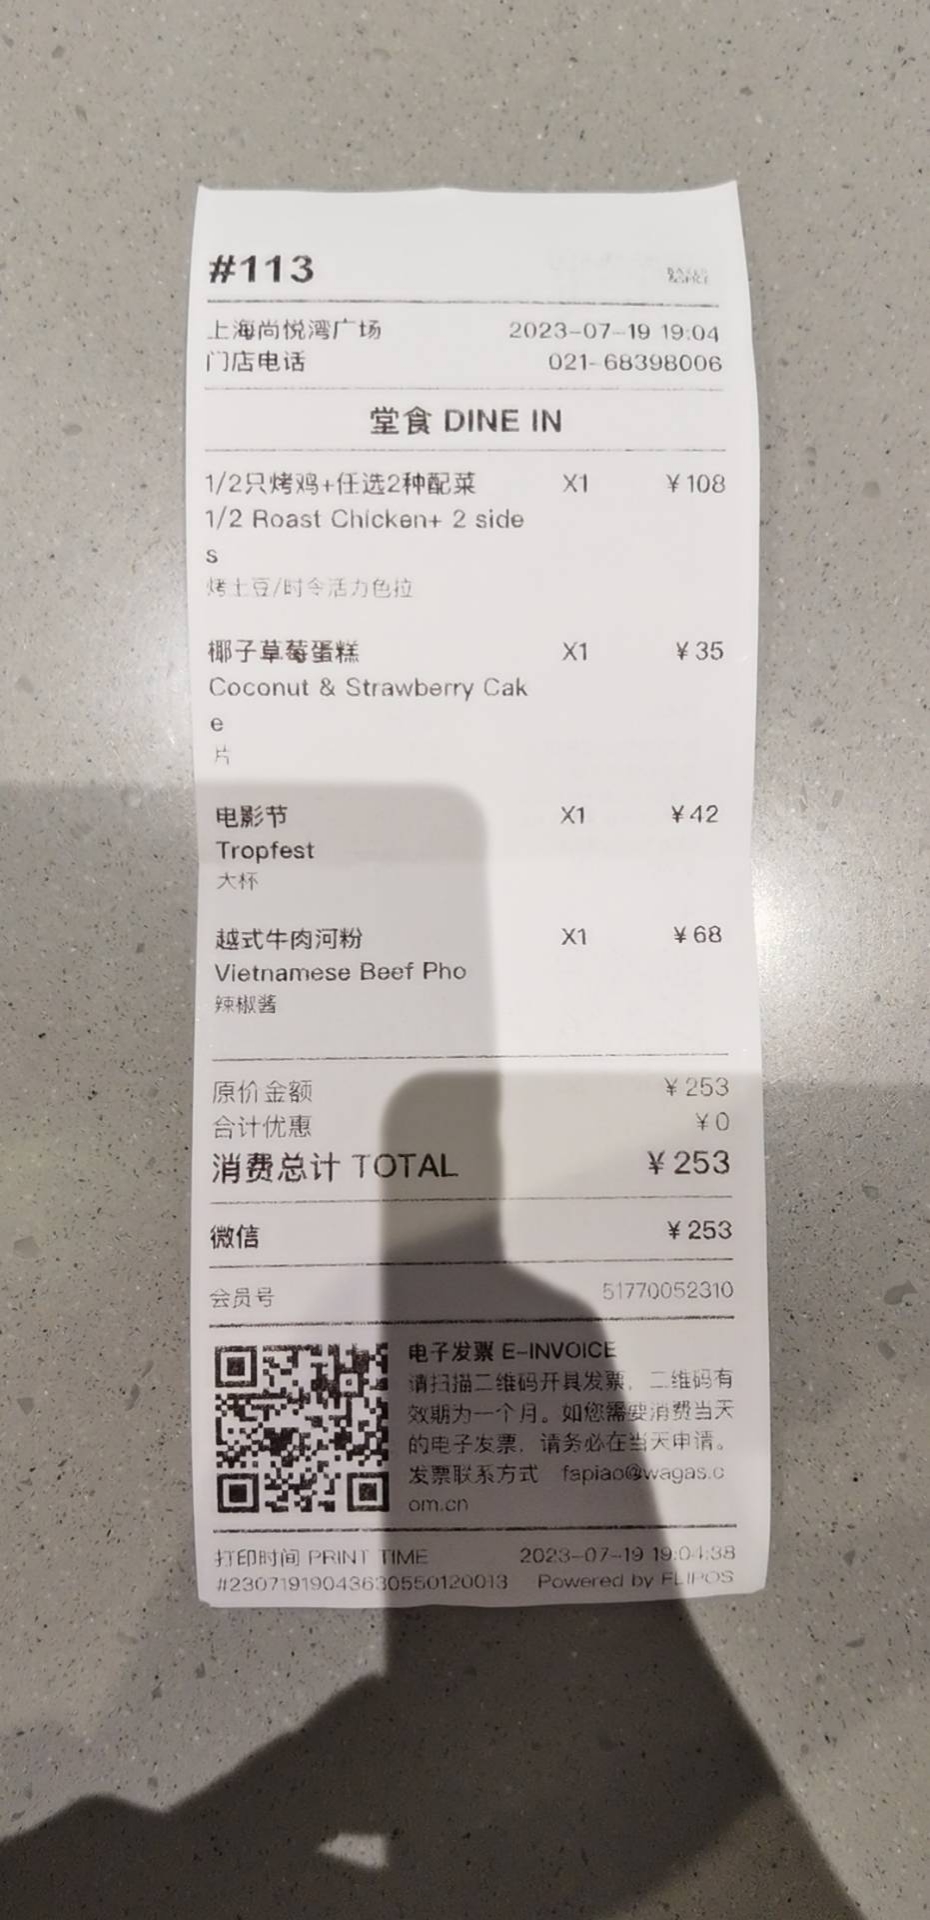 #113
BAKER
&SPICE
上海尚悦湾广场 2023-07-19 19:04
门店电话 021-68398006
堂食 DINE IN
1/2只烤鸡+任选2种配菜 X1 ¥108
1/2 Roast Chicken+ 2 side
s
烤土豆/时令活力色拉
椰子草莓蛋糕 X1 ¥35
Coconut & Strawberry Cak
e
片
电影节 X1 ¥42
Tropfest
大杯
越式牛肉河粉 X1 ¥68
Vietnamese Beef Pho
辣椒酱
原价金额 ¥253
合计优惠 ¥0
消费总计 TOTAL ¥253
微信 ¥253
会员号 51770052310
电子发票 E-INVOICE
请扫描二维码开具发票，二维码有
效期为一个月。如您需要消费当天
的电子发票，请务必在当天申请。
发票联系方式 fapiao@wagas.c
om.cn
打印时间 PRINT TIME 2023-07-19 19:04:38
#230719190436305501200​13 Powered by FLIPOS